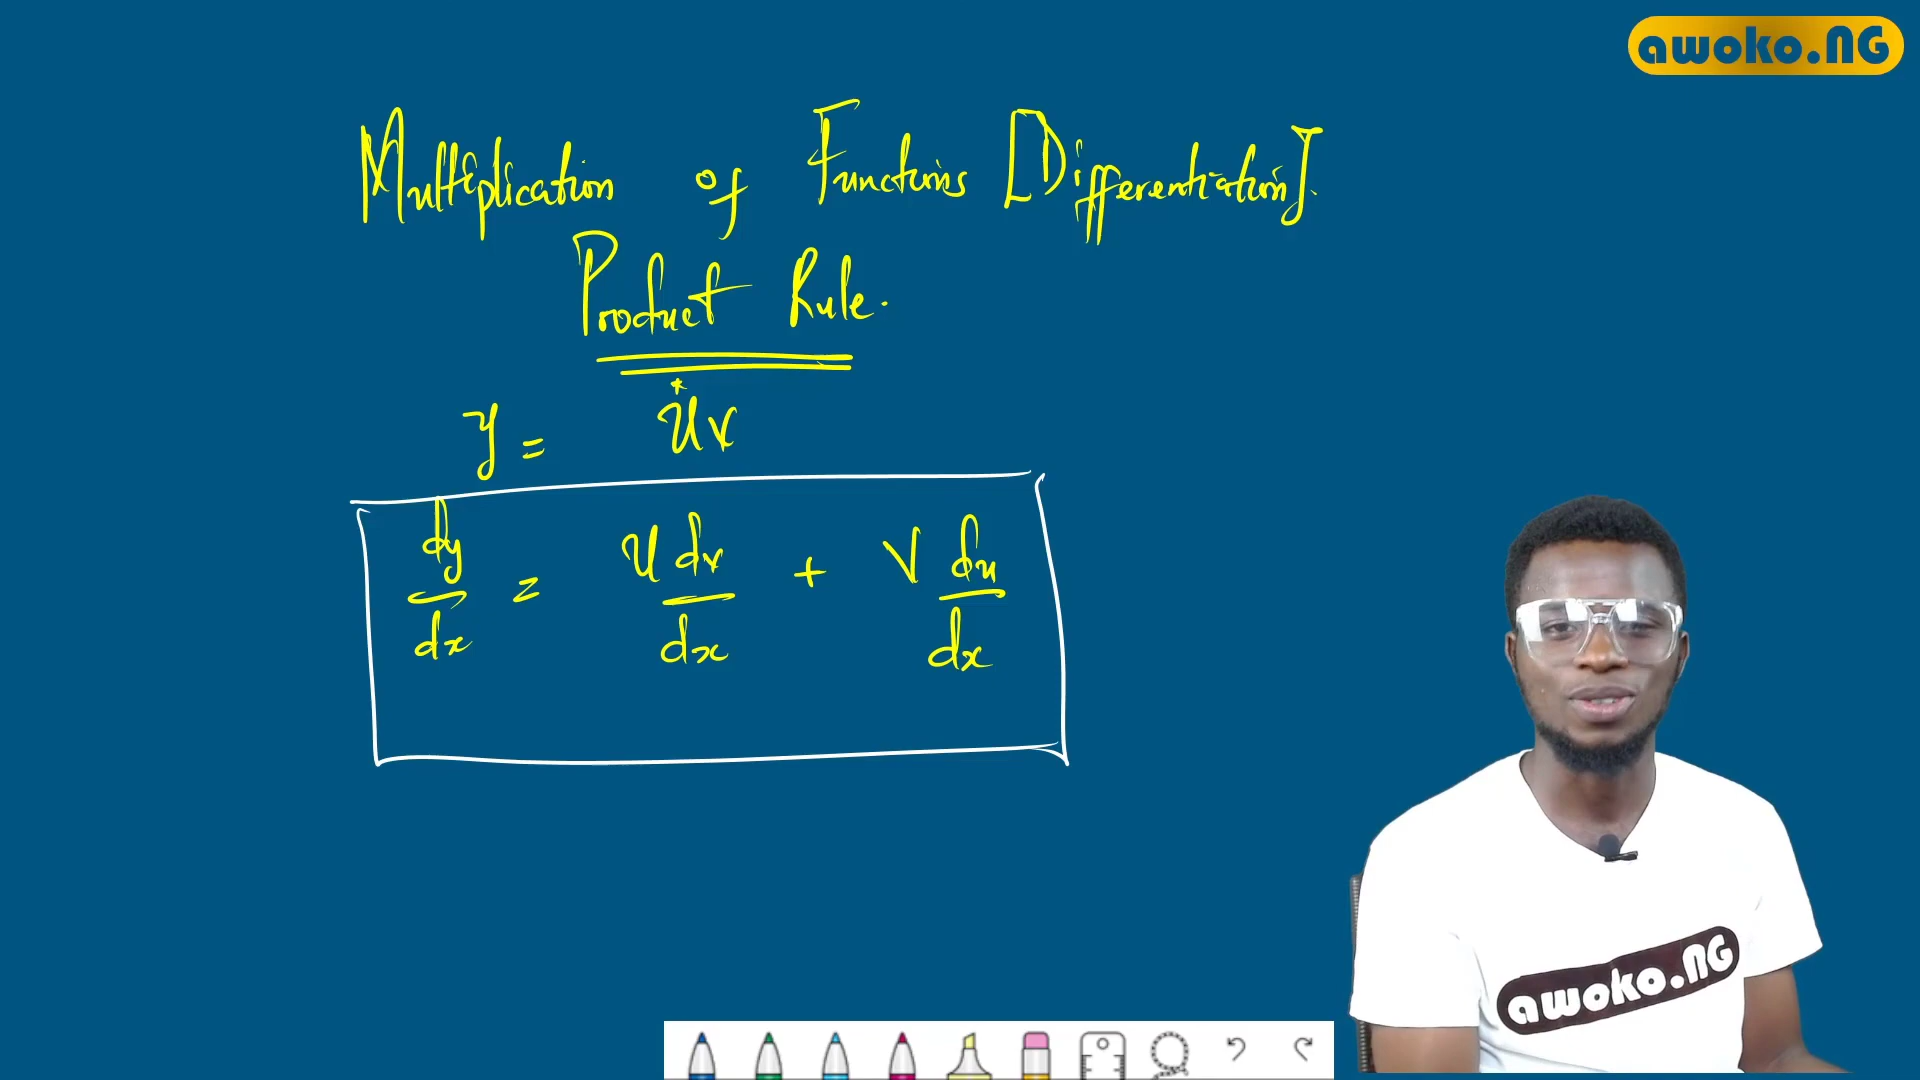 awoko.NG
Multiplication of Functions [Differentiation].
Product Rule.
y = uv
dy/dx = u dv/dx + v du/dx
awoko.NG